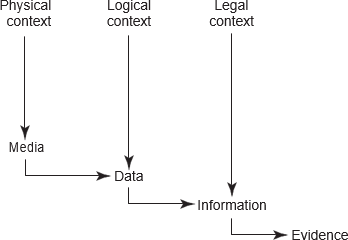 Physical
context
Logical
context
Legal
context
Media
Data
Information
Evidence